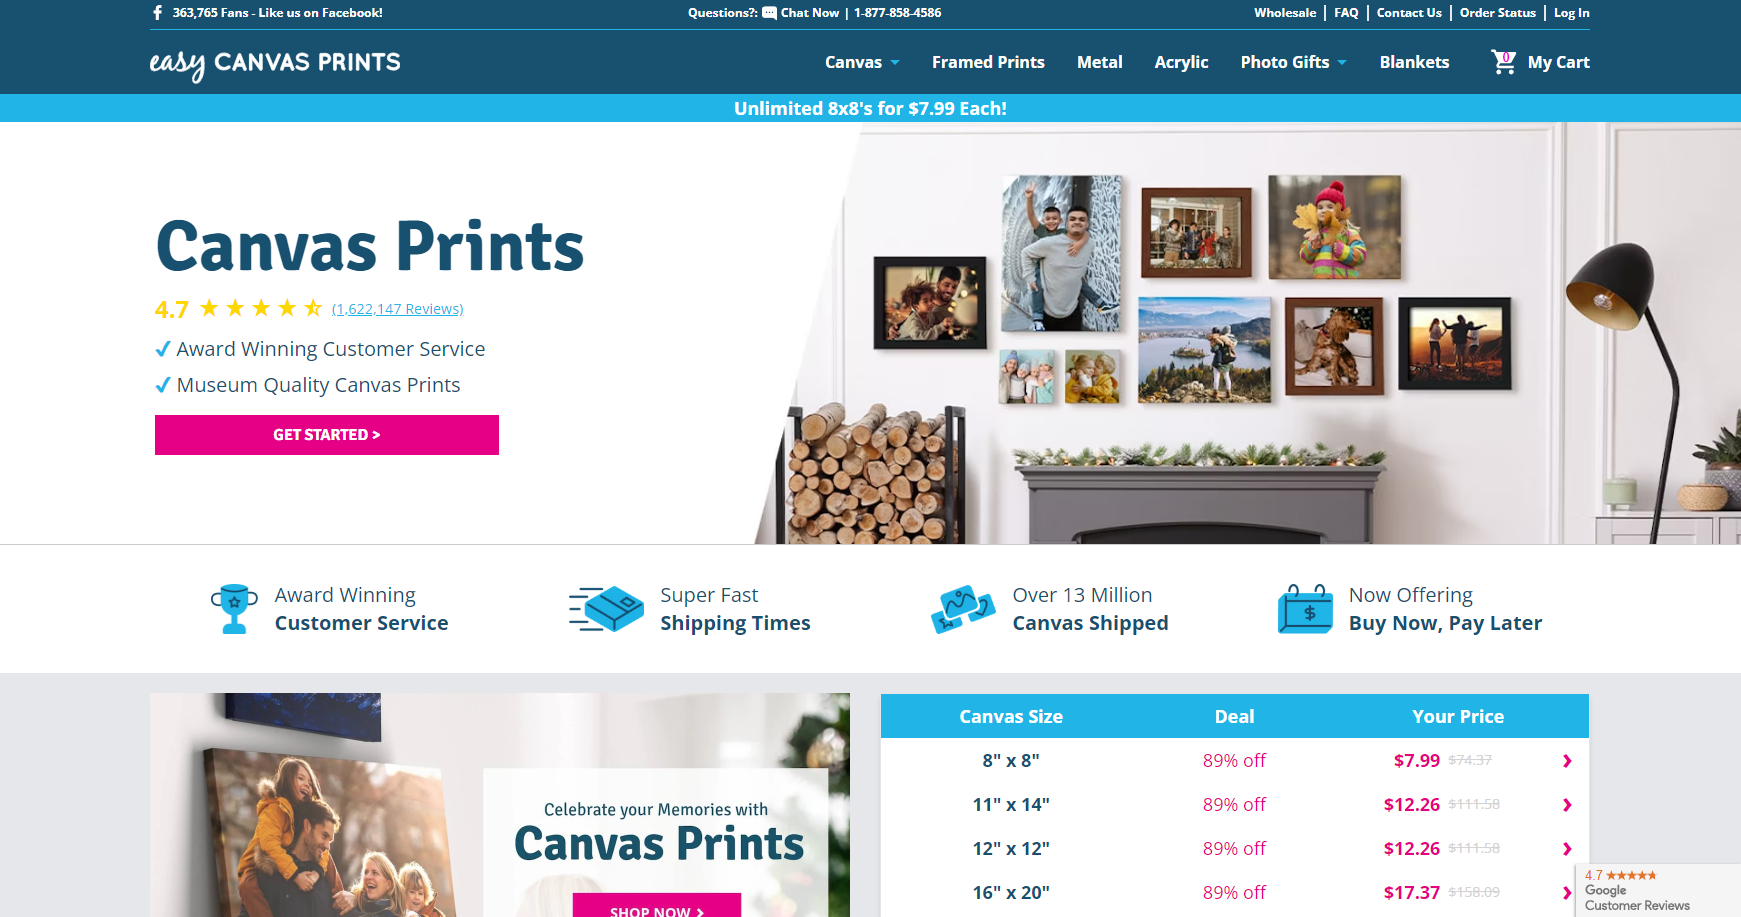 363,765 Fans - Like us on Facebook!
Questions?: Chat Now | 1-877-858-4586
Wholesale | FAQ | Contact Us | Order Status | Log In
easy CANVAS PRINTS
Canvas Framed Prints Metal Acrylic Photo Gifts Blankets 0 My Cart
Unlimited 8x8's for $7.99 Each!
Canvas Prints
4.7 (1,622,147 Reviews)
Award Winning Customer Service
Museum Quality Canvas Prints
GET STARTED >
Award Winning
Customer Service
Super Fast
Shipping Times
Over 13 Million
Canvas Shipped
$
Now Offering
Buy Now, Pay Later
Celebrate your Memories with
Canvas Prints
SHOP NOW >
Canvas Size Deal Your Price
8" x 8" 89% off $7.99 $74.37
11" x 14" 89% off $12.26 $111.58
12" x 12" 89% off $12.26 $111.58
16" x 20" 89% off $17.37 $158.09
4.7
Google
Customer Reviews